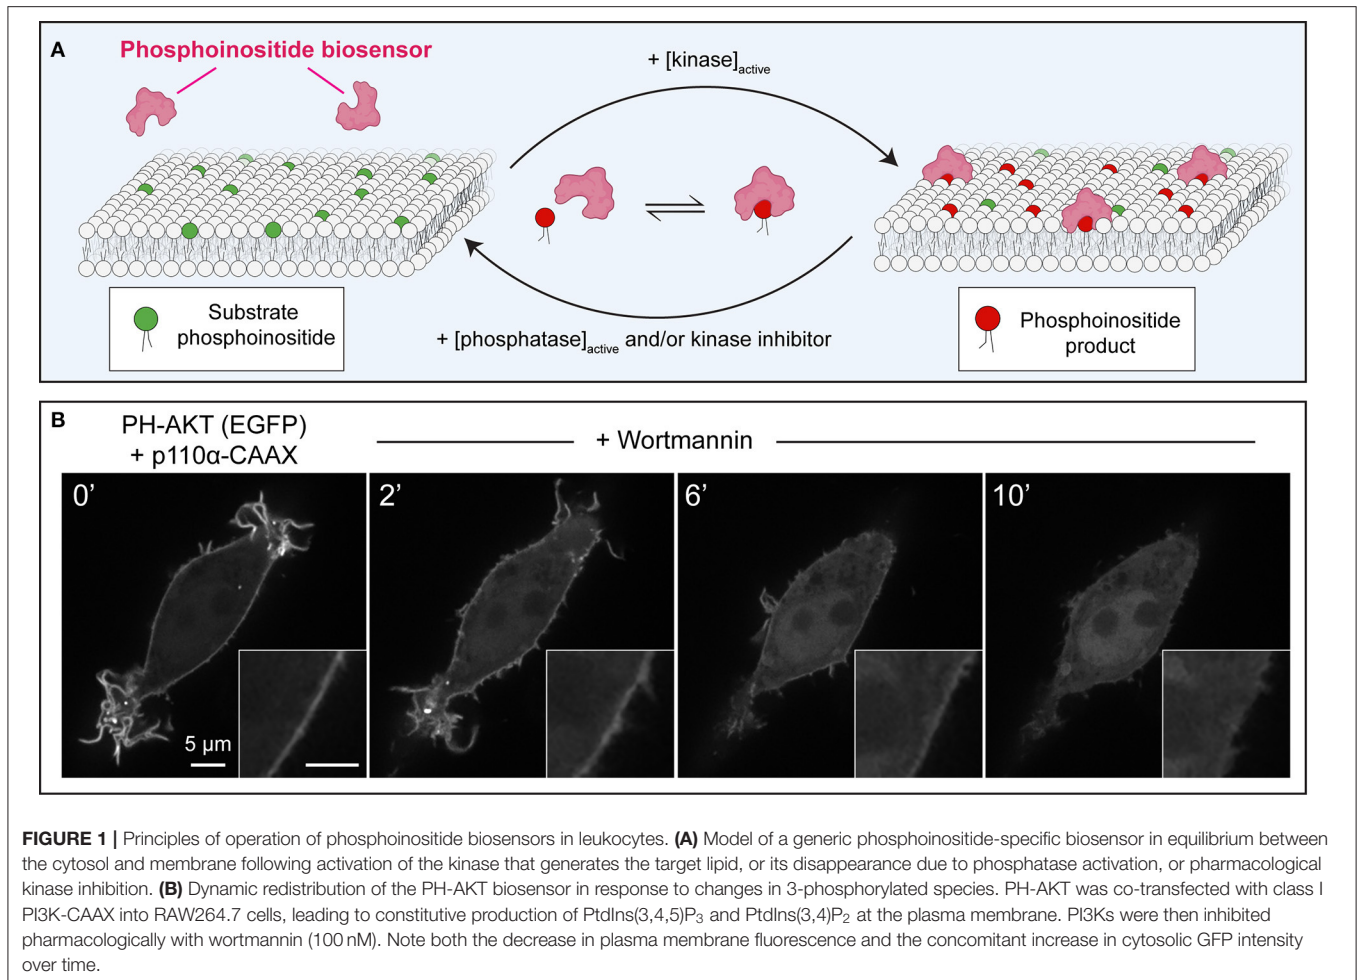 A
Phosphoinositide biosensor
+ [kinase]active
Substrate
phosphoinositide
+ [phosphatase]active and/or kinase inhibitor
Phosphoinositide
product
B
PH-AKT (EGFP)
+ p110α-CAAX
+ Wortmannin
0’
2’
6’
10’
5 µm
FIGURE 1 | Principles of operation of phosphoinositide biosensors in leukocytes. (A) Model of a generic phosphoinositide-specific biosensor in equilibrium between
the cytosol and membrane following activation of the kinase that generates the target lipid, or its disappearance due to phosphatase activation, or pharmacological
kinase inhibition. (B) Dynamic redistribution of the PH-AKT biosensor in response to changes in 3-phosphorylated species. PH-AKT was co-transfected with class I
PI3K-CAAX into RAW264.7 cells, leading to constitutive production of PtdIns(3,4,5)P3 and PtdIns(3,4)P2 at the plasma membrane. PI3Ks were then inhibited
pharmacologically with wortmannin (100 nM). Note both the decrease in plasma membrane fluorescence and the concomitant increase in cytosolic GFP intensity
over time.